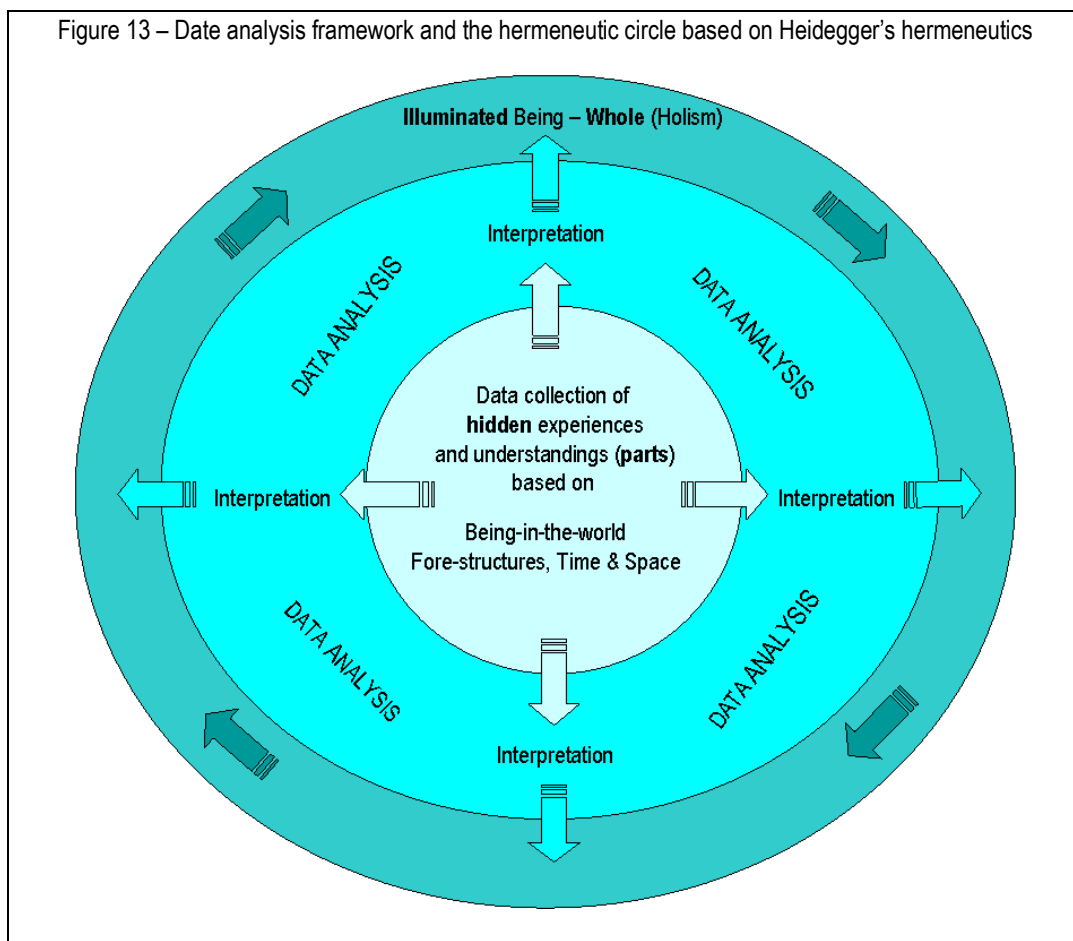 Figure 13 – Date analysis framework and the hermeneutic circle based on Heidegger’s hermeneutics
Illuminated Being – Whole (Holism)
Interpretation
DATA ANALYSIS
DATA ANALYSIS
Data collection of
hidden experiences
and understandings (parts)
based on
Interpretation
Interpretation
Being-in-the-world
Fore-structures, Time & Space
DATA ANALYSIS
DATA ANALYSIS
Interpretation